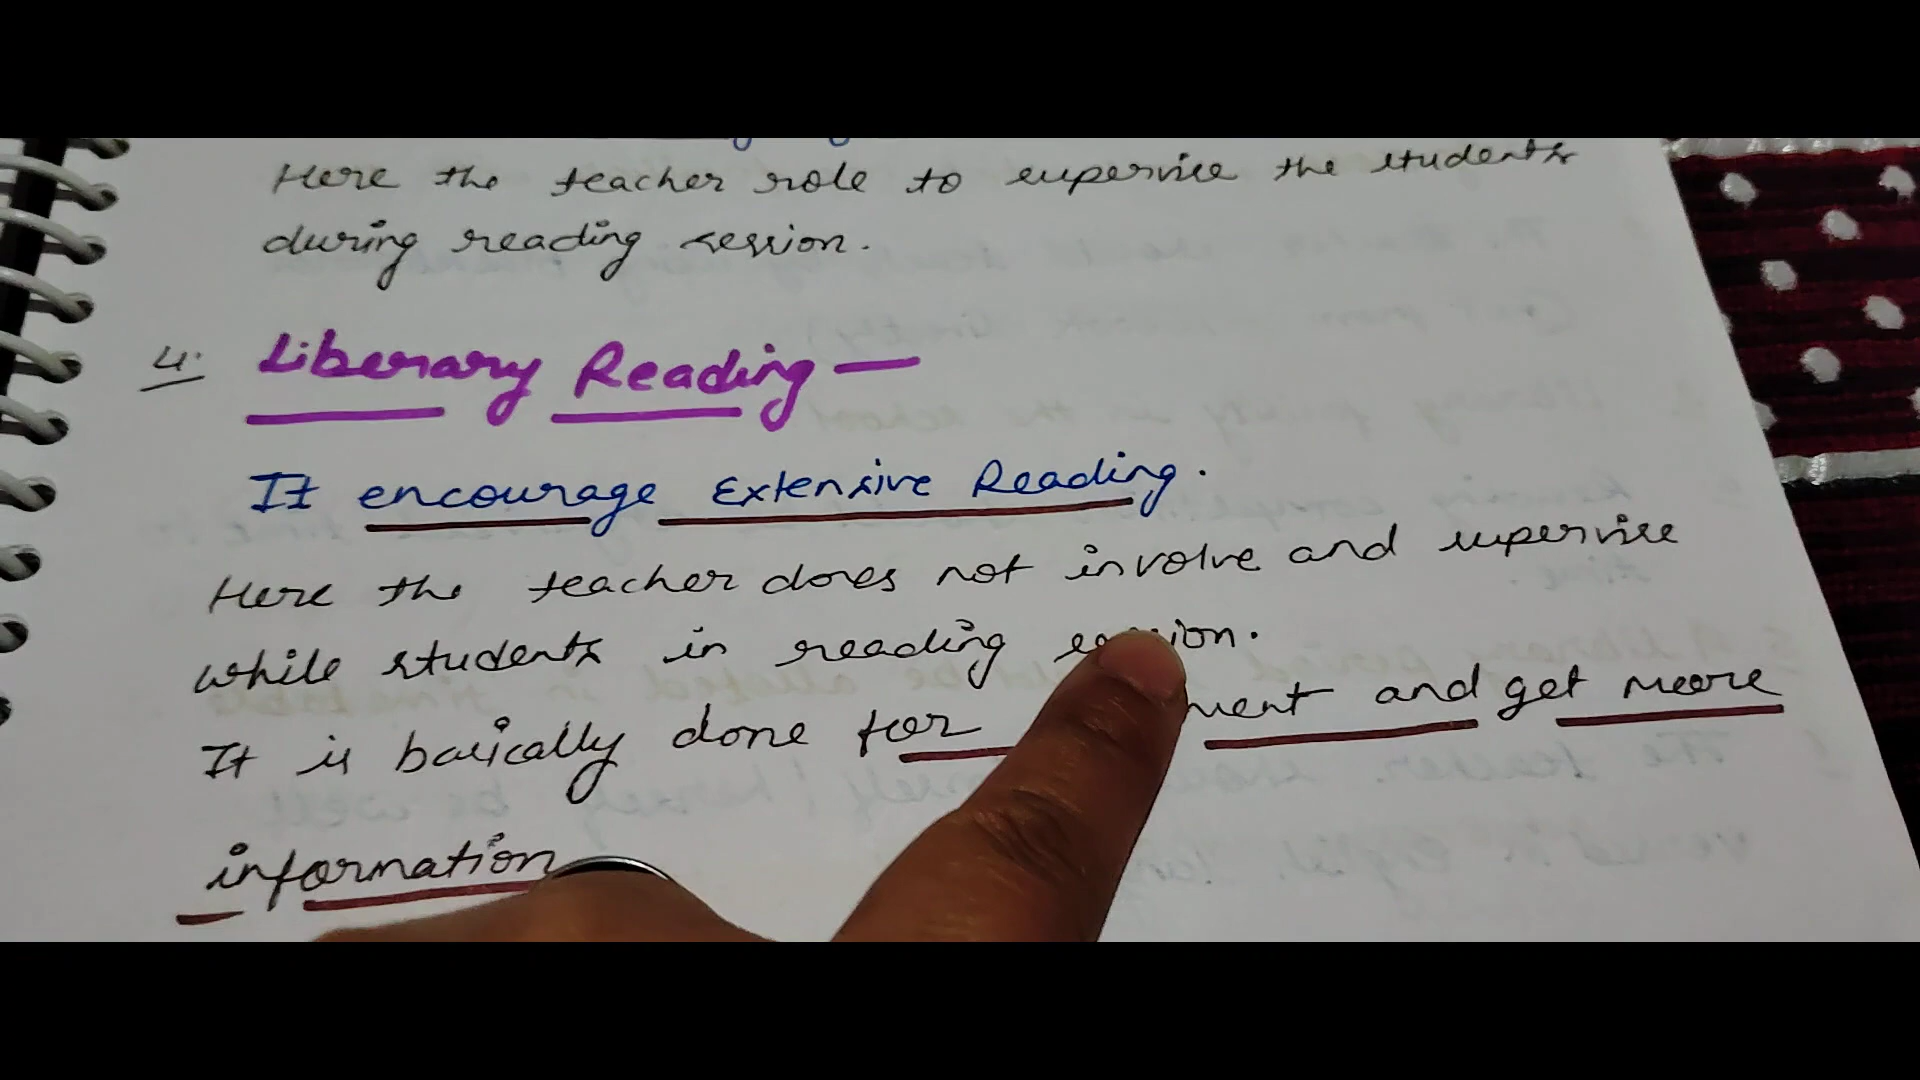 Here the teacher role to supervise the students
during reading session.
4. Liberary Reading —
It encourage Extensive Reading.
Here the teacher does not involve and supervise
while students in reading session.
It is basically done for and get more
information